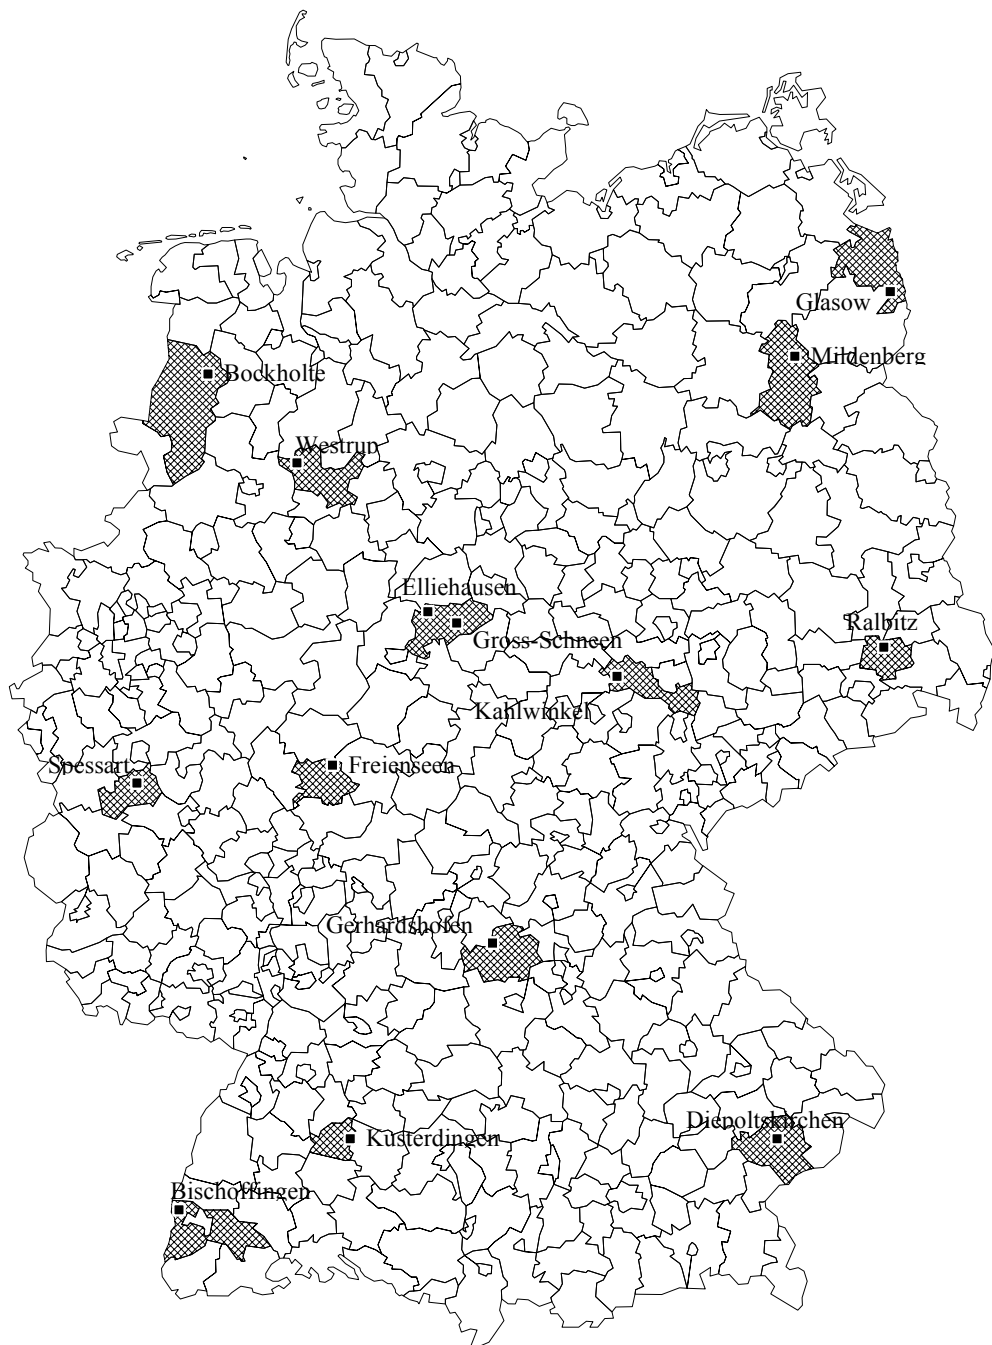 Glasow
Mildenberg
Bockholte
Westrup
Elliehausen
Gross-Schneen
Ralbitz
Kahlwinkel
Spessart
Freienseen
Gerhardshofen
Diepoltskirchen
Kusterdingen
Bischoffingen